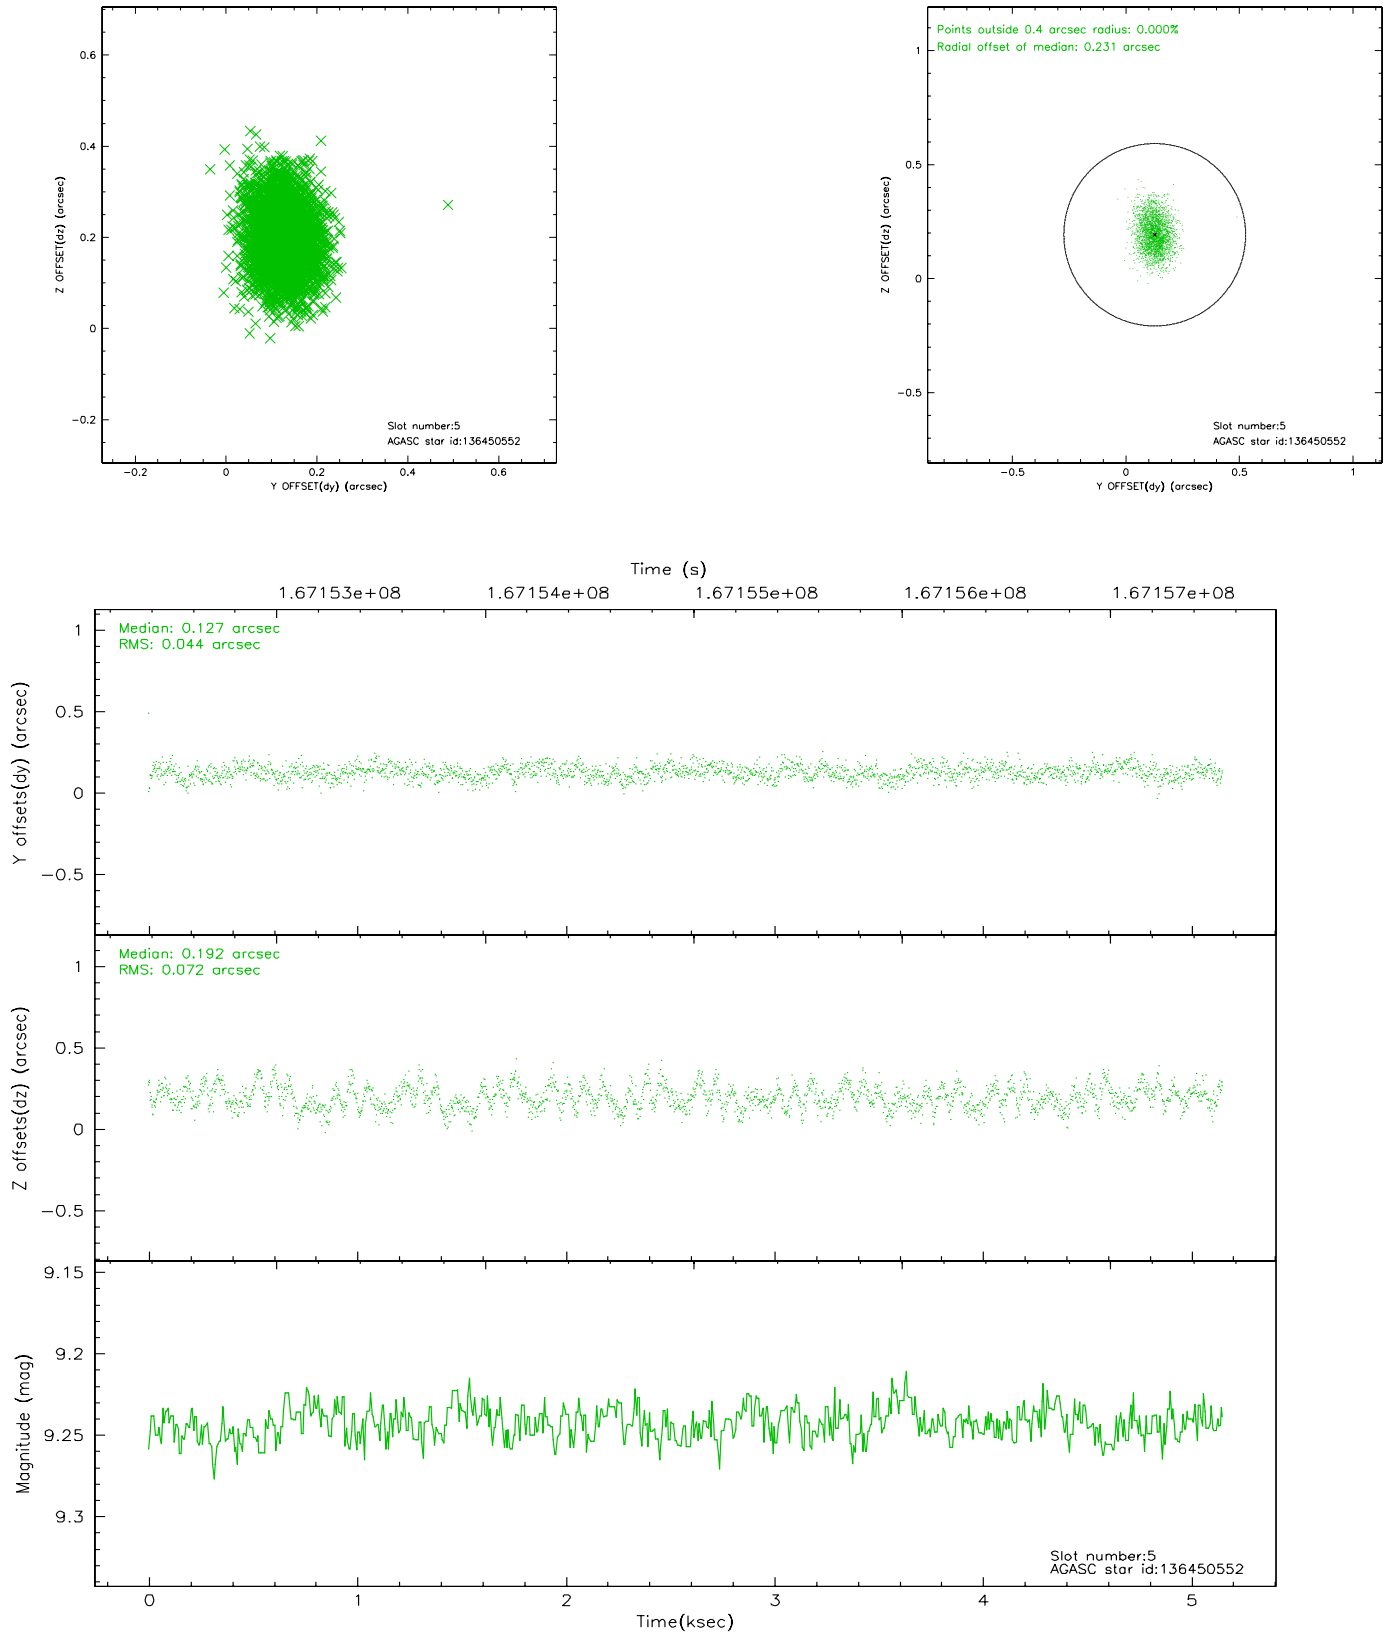 0.6
0.4
0.2
0
−0.2
Z OFFSET(dz) (arcsec)
−0.2 0 0.2 0.4 0.6
Y OFFSET(dy) (arcsec)
Slot number:5
AGASC star id:136450552
Points outside 0.4 arcsec radius: 0.000%
Radial offset of median: 0.231 arcsec
1
0.5
0
−0.5
Z OFFSET(dz) (arcsec)
−0.5 0 0.5 1
Y OFFSET(dy) (arcsec)
Slot number:5
AGASC star id:136450552
Time (s)
1.67153e+08 1.67154e+08 1.67155e+08 1.67156e+08 1.67157e+08
Median: 0.127 arcsec
RMS: 0.044 arcsec
1
0.5
0
−0.5
Y offsets(dy) (arcsec)
Median: 0.192 arcsec
RMS: 0.072 arcsec
1
0.5
0
−0.5
Z offsets(dz) (arcsec)
9.15
9.2
9.25
9.3
Magnitude (mag)
Slot number:5
AGASC star id:136450552
0 1 2 3 4 5
Time(ksec)